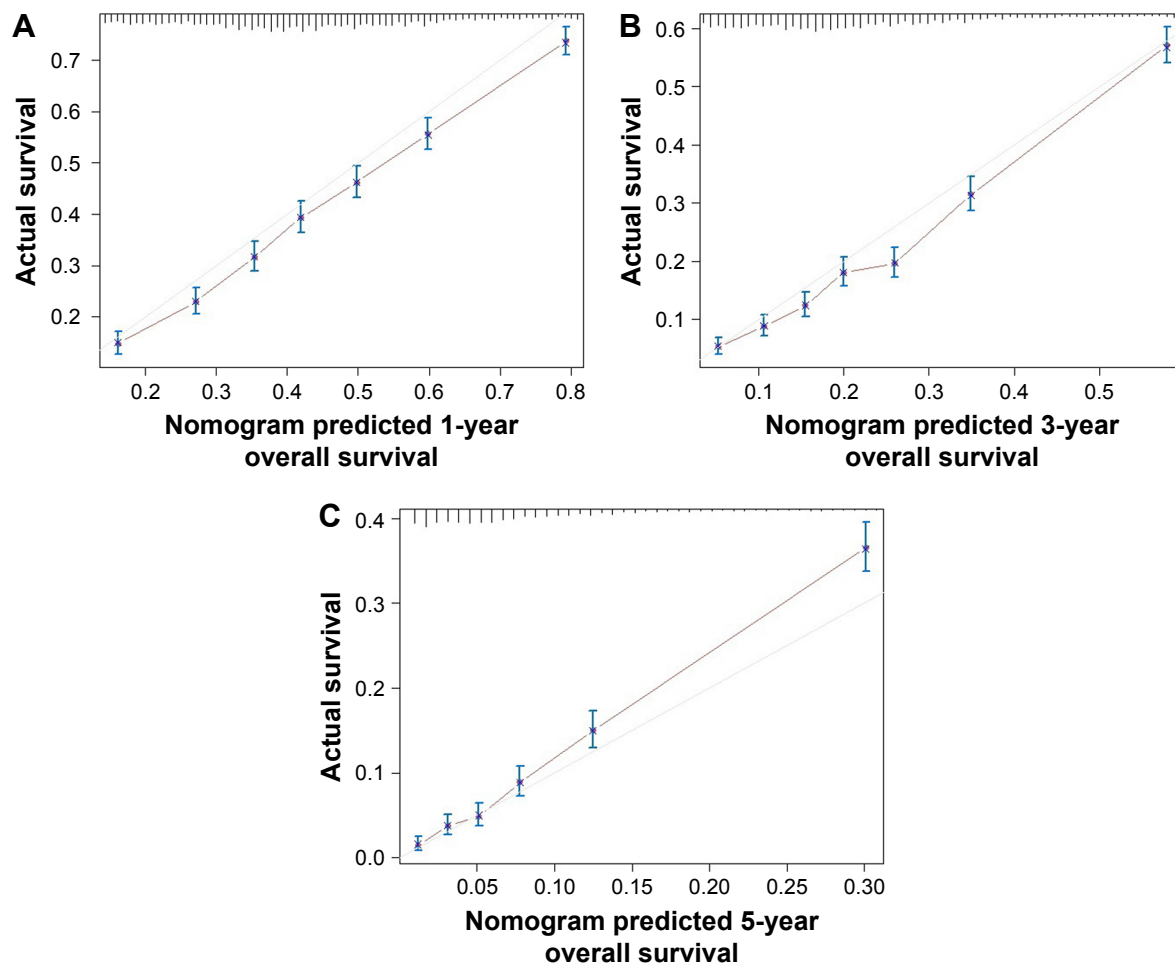 A
Actual survival
0.7
0.6
0.5
0.4
0.3
0.2
0.2 0.3 0.4 0.5 0.6 0.7 0.8
Nomogram predicted 1-year
overall survival
B
Actual survival
0.6
0.5
0.4
0.3
0.2
0.1
0.1 0.2 0.3 0.4 0.5
Nomogram predicted 3-year
overall survival
C
Actual survival
0.4
0.3
0.2
0.1
0.0
0.05 0.10 0.15 0.20 0.25 0.30
Nomogram predicted 5-year
overall survival